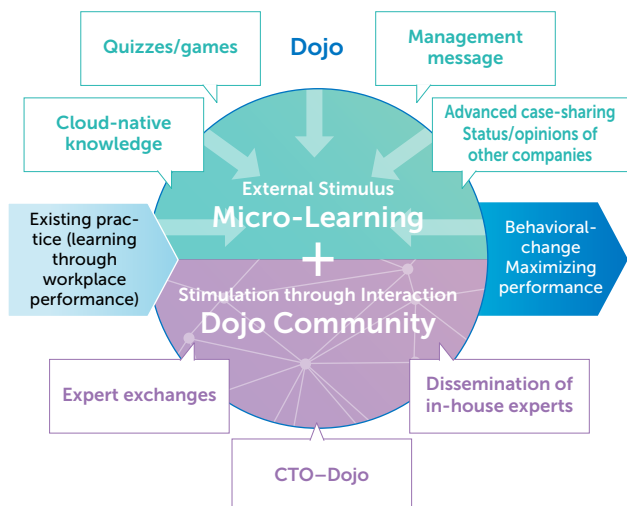 Quizzes/games
Dojo
Management
message
Cloud-native
knowledge
Advanced case-sharing
Status/opinions of
other companies
External Stimulus
Micro-Learning
+
Existing prac-
tice (learning
through
workplace
performance)
Behavioral-
change
Maximizing
performance
Stimulation through Interaction
Dojo Community
Expert exchanges
Dissemination of
in-house experts
CTO–Dojo